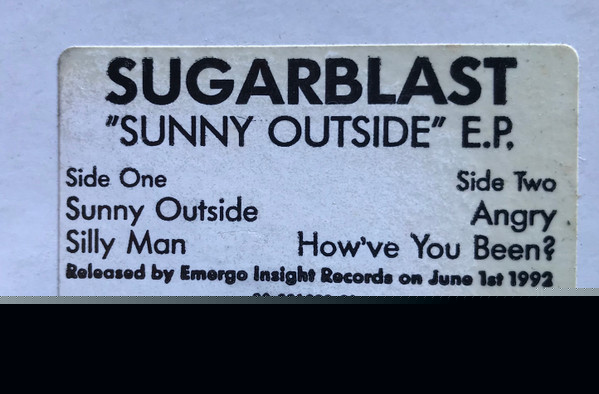 SUGARBLAST
"SUNNY OUTSIDE" E.P.
Side One
Side Two
Sunny Outside
Angry
Silly Man
How've You Been?
Released by Emergo Insight Records on June 1st 1992